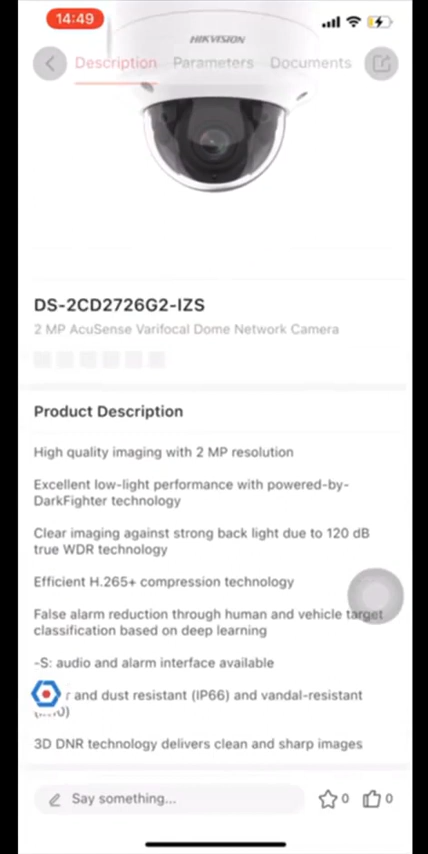 14:49
HIKVISION
Description Parameters Documents
DS-2CD2726G2-IZS
2 MP AcuSense Varifocal Dome Network Camera
Product Description
High quality imaging with 2 MP resolution
Excellent low-light performance with powered-by-
DarkFighter technology
Clear imaging against strong back light due to 120 dB
true WDR technology
Efficient H.265+ compression technology
False alarm reduction through human and vehicle target
classification based on deep learning
-S: audio and alarm interface available
r and dust resistant (IP66) and vandal-resistant
3D DNR technology delivers clean and sharp images
Say something... 0 0